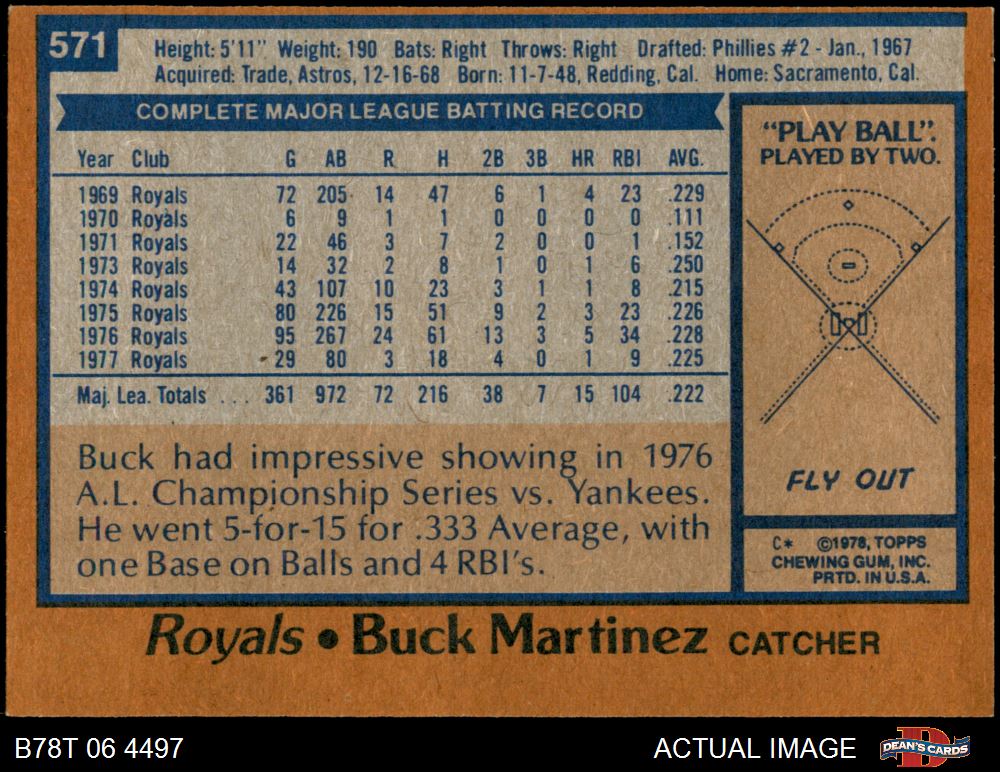 571
Height: 5'11" Weight: 190 Bats: Right Throws: Right Drafted: Phillies #2 - Jan., 1967
Acquired: Trade, Astros, 12-16-68 Born: 11-7-48, Redding, Cal. Home: Sacramento, Cal.
COMPLETE MAJOR LEAGUE BATTING RECORD
Year Club G AB R H 2B 3B HR RBI AVG.
1969 Royals 72 205 14 47 6 1 4 23 .229
1970 Royals 6 9 1 1 0 0 0 0 .111
1971 Royals 22 46 3 7 2 0 0 1 .152
1973 Royals 14 32 2 8 1 0 1 6 .250
1974 Royals 43 107 10 23 3 1 1 8 .215
1975 Royals 80 226 15 51 9 2 3 23 .226
1976 Royals 95 267 24 61 13 3 5 34 .228
1977 Royals 29 80 3 18 4 0 1 9 .225
Maj. Lea. Totals ... 361 972 72 216 38 7 15 104 .222
Buck had impressive showing in 1976
A.L. Championship Series vs. Yankees.
He went 5-for-15 for .333 Average, with
one Base on Balls and 4 RBI's.
"PLAY BALL".
PLAYED BY TWO.
FLY OUT
C* ©1978, TOPPS
CHEWING GUM, INC.
PRTD. IN U.S.A.
Royals • Buck Martinez CATCHER
B78T 06 4497
ACTUAL IMAGE
D
DEAN'S CARDS